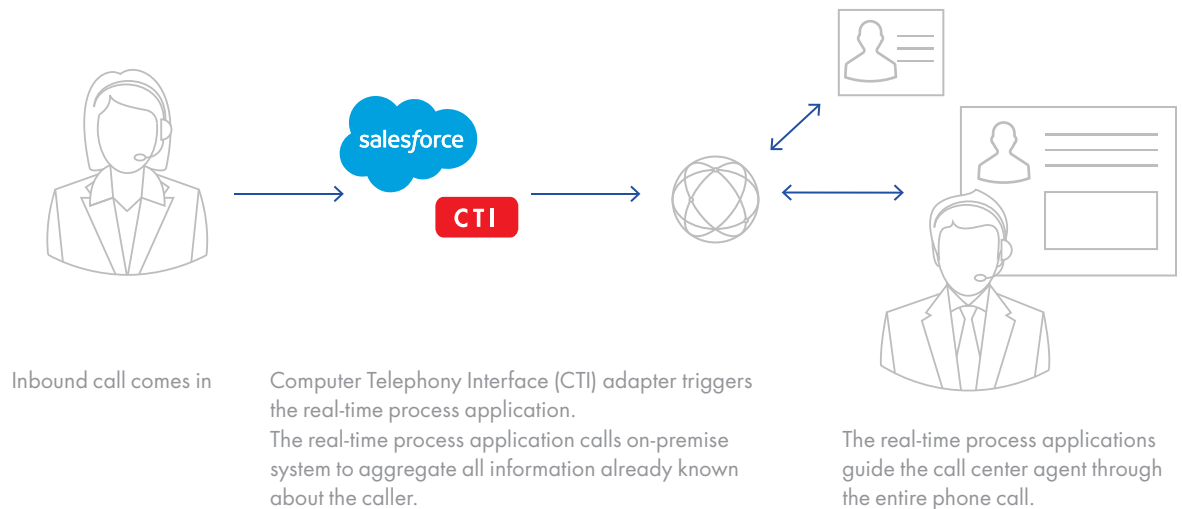 salesforce
CTI
Inbound call comes in
Computer Telephony Interface (CTI) adapter triggers
the real-time process application.
The real-time process application calls on-premise
system to aggregate all information already known
about the caller.
The real-time process applications
guide the call center agent through
the entire phone call.